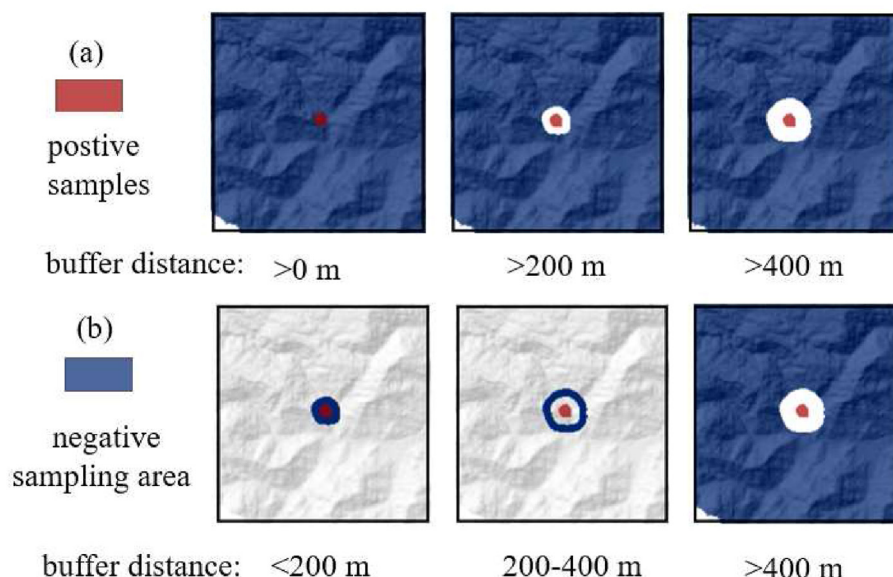 (a)
postive
samples
buffer distance: >0 m >200 m >400 m
(b)
negative
sampling area
buffer distance: <200 m 200-400 m >400 m